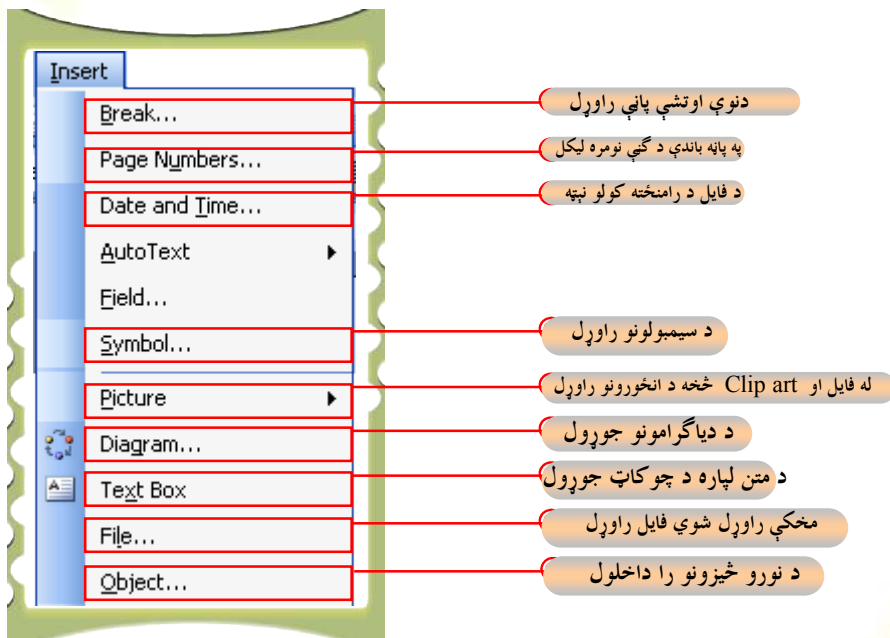 Insert
Break...
دنوې اوتشې پاڼې راوړل
Page Numbers...
په پاڼه باندې د گڼې نومره ليکل
Date and Time...
د فايل د رامنځته کولو نېټه
AutoText
Field...
Symbol...
د سيمبولونو راوړل
Picture
له فايل او Clip art څخه د انځورونو راوړل
Diagram...
د دياگرامونو جوړول
Text Box
د متن لپاره د چوکاټ جوړول
File...
مخکې راوړل شوي فايل راوړل
Object...
د نورو څيزونو را داخلول